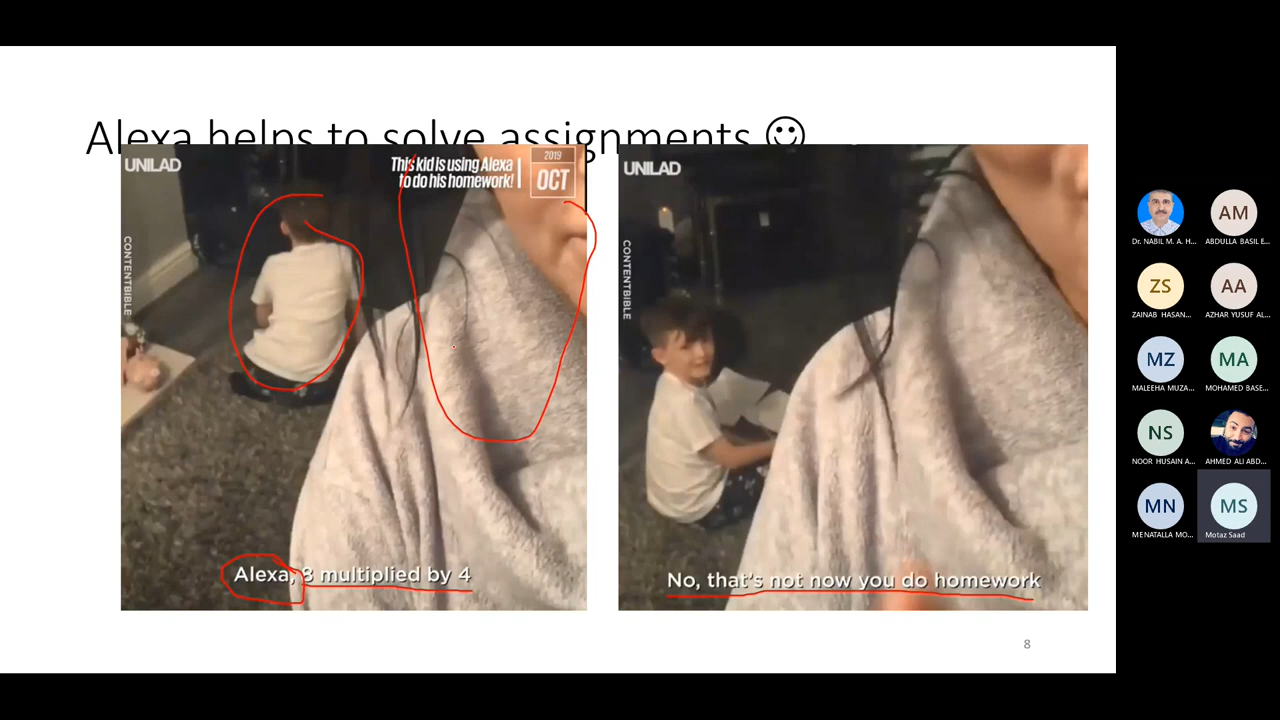 Alexa helps to solve assignments
UNILAD
This kid is using Alexa
to do his homework!
2019
OCT
CONTENTBIBLE
Alexa, 8 multiplied by 4
UNILAD
CONTENTBIBLE
No, that's not now you do homework
8
Dr. NABIL M. A. H...
AM
ABDULLA BASIL E...
ZS
ZAINAB HASAN...
AA
AZHAR YUSUF AL...
MZ
MALEEHA MUZA...
MA
MOHAMED BASE...
NS
NOOR HUSAIN A...
AHMED ALI ABD...
MN
MENATALLA MO...
MS
Motaz Saad